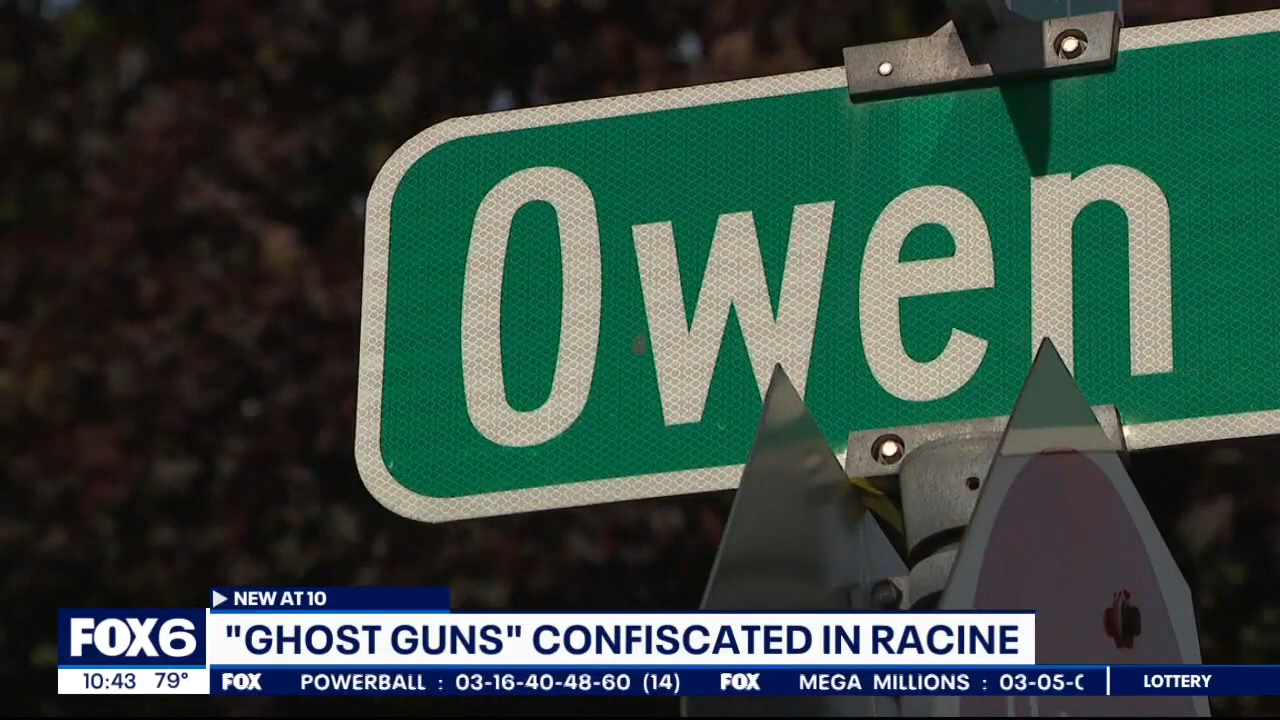 Owen
NEW AT 10
FOX6
"GHOST GUNS" CONFISCATED IN RACINE
10:43 79°
FOX POWERBALL : 03-16-40-48-60 (14) FOX MEGA MILLIONS : 03-05- LOTTERY